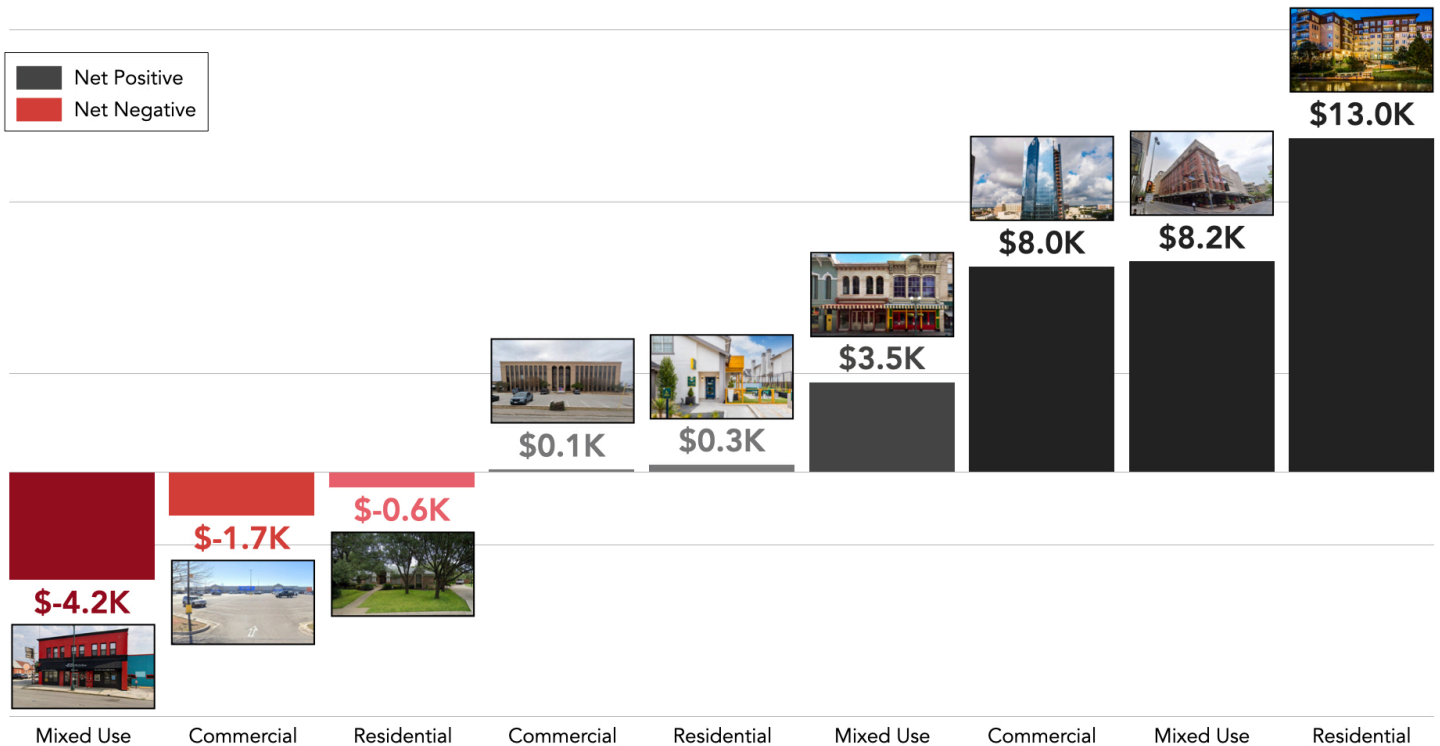 Net Positive
Net Negative
$13.0K
$8.0K
$8.2K
$3.5K
$0.1K
$0.3K
$-0.6K
$-1.7K
$-4.2K
Mixed Use
Commercial
Residential
Commercial
Residential
Mixed Use
Commercial
Mixed Use
Residential